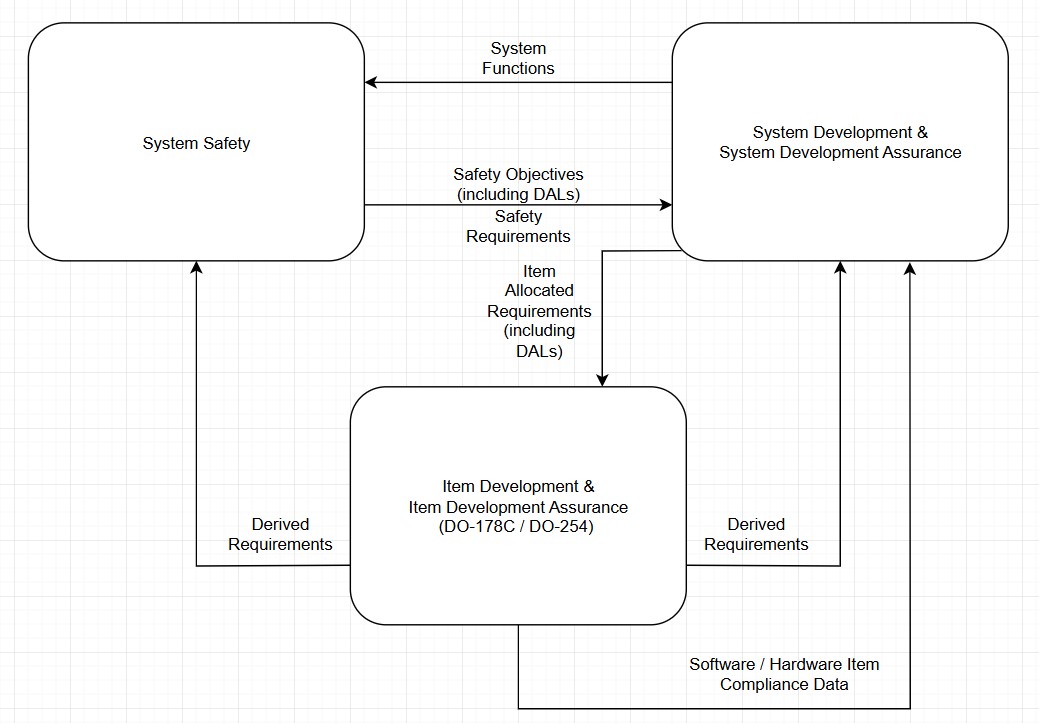 System
Functions
System Safety
System Development &
System Development Assurance
Safety Objectives
(including DALs)
Safety
Requirements
Item
Allocated
Requirements
(including
DALs)
Item Development &
Item Development Assurance
(DO-178C / DO-254)
Derived
Requirements
Derived
Requirements
Software / Hardware Item
Compliance Data